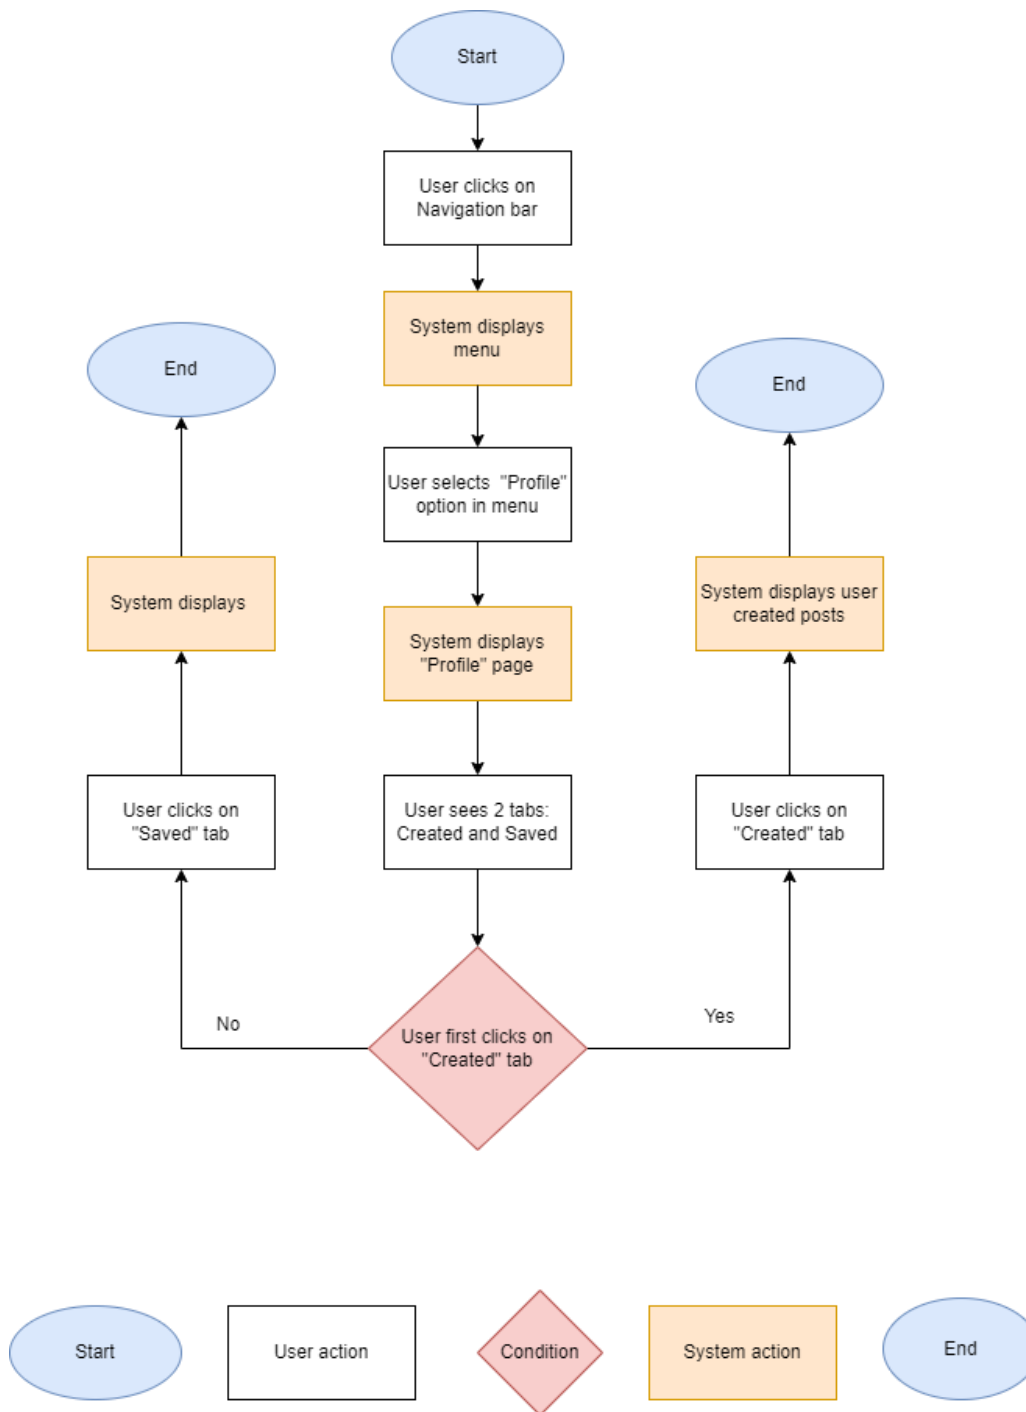 Start
User clicks on
Navigation bar
System displays
menu
End
End
User selects "Profile"
option in menu
System displays
System displays
"Profile" page
System displays user
created posts
User clicks on
"Saved" tab
User sees 2 tabs:
Created and Saved
User clicks on
"Created" tab
No
Yes
User first clicks on
"Created" tab
Start
User action
Condition
System action
End